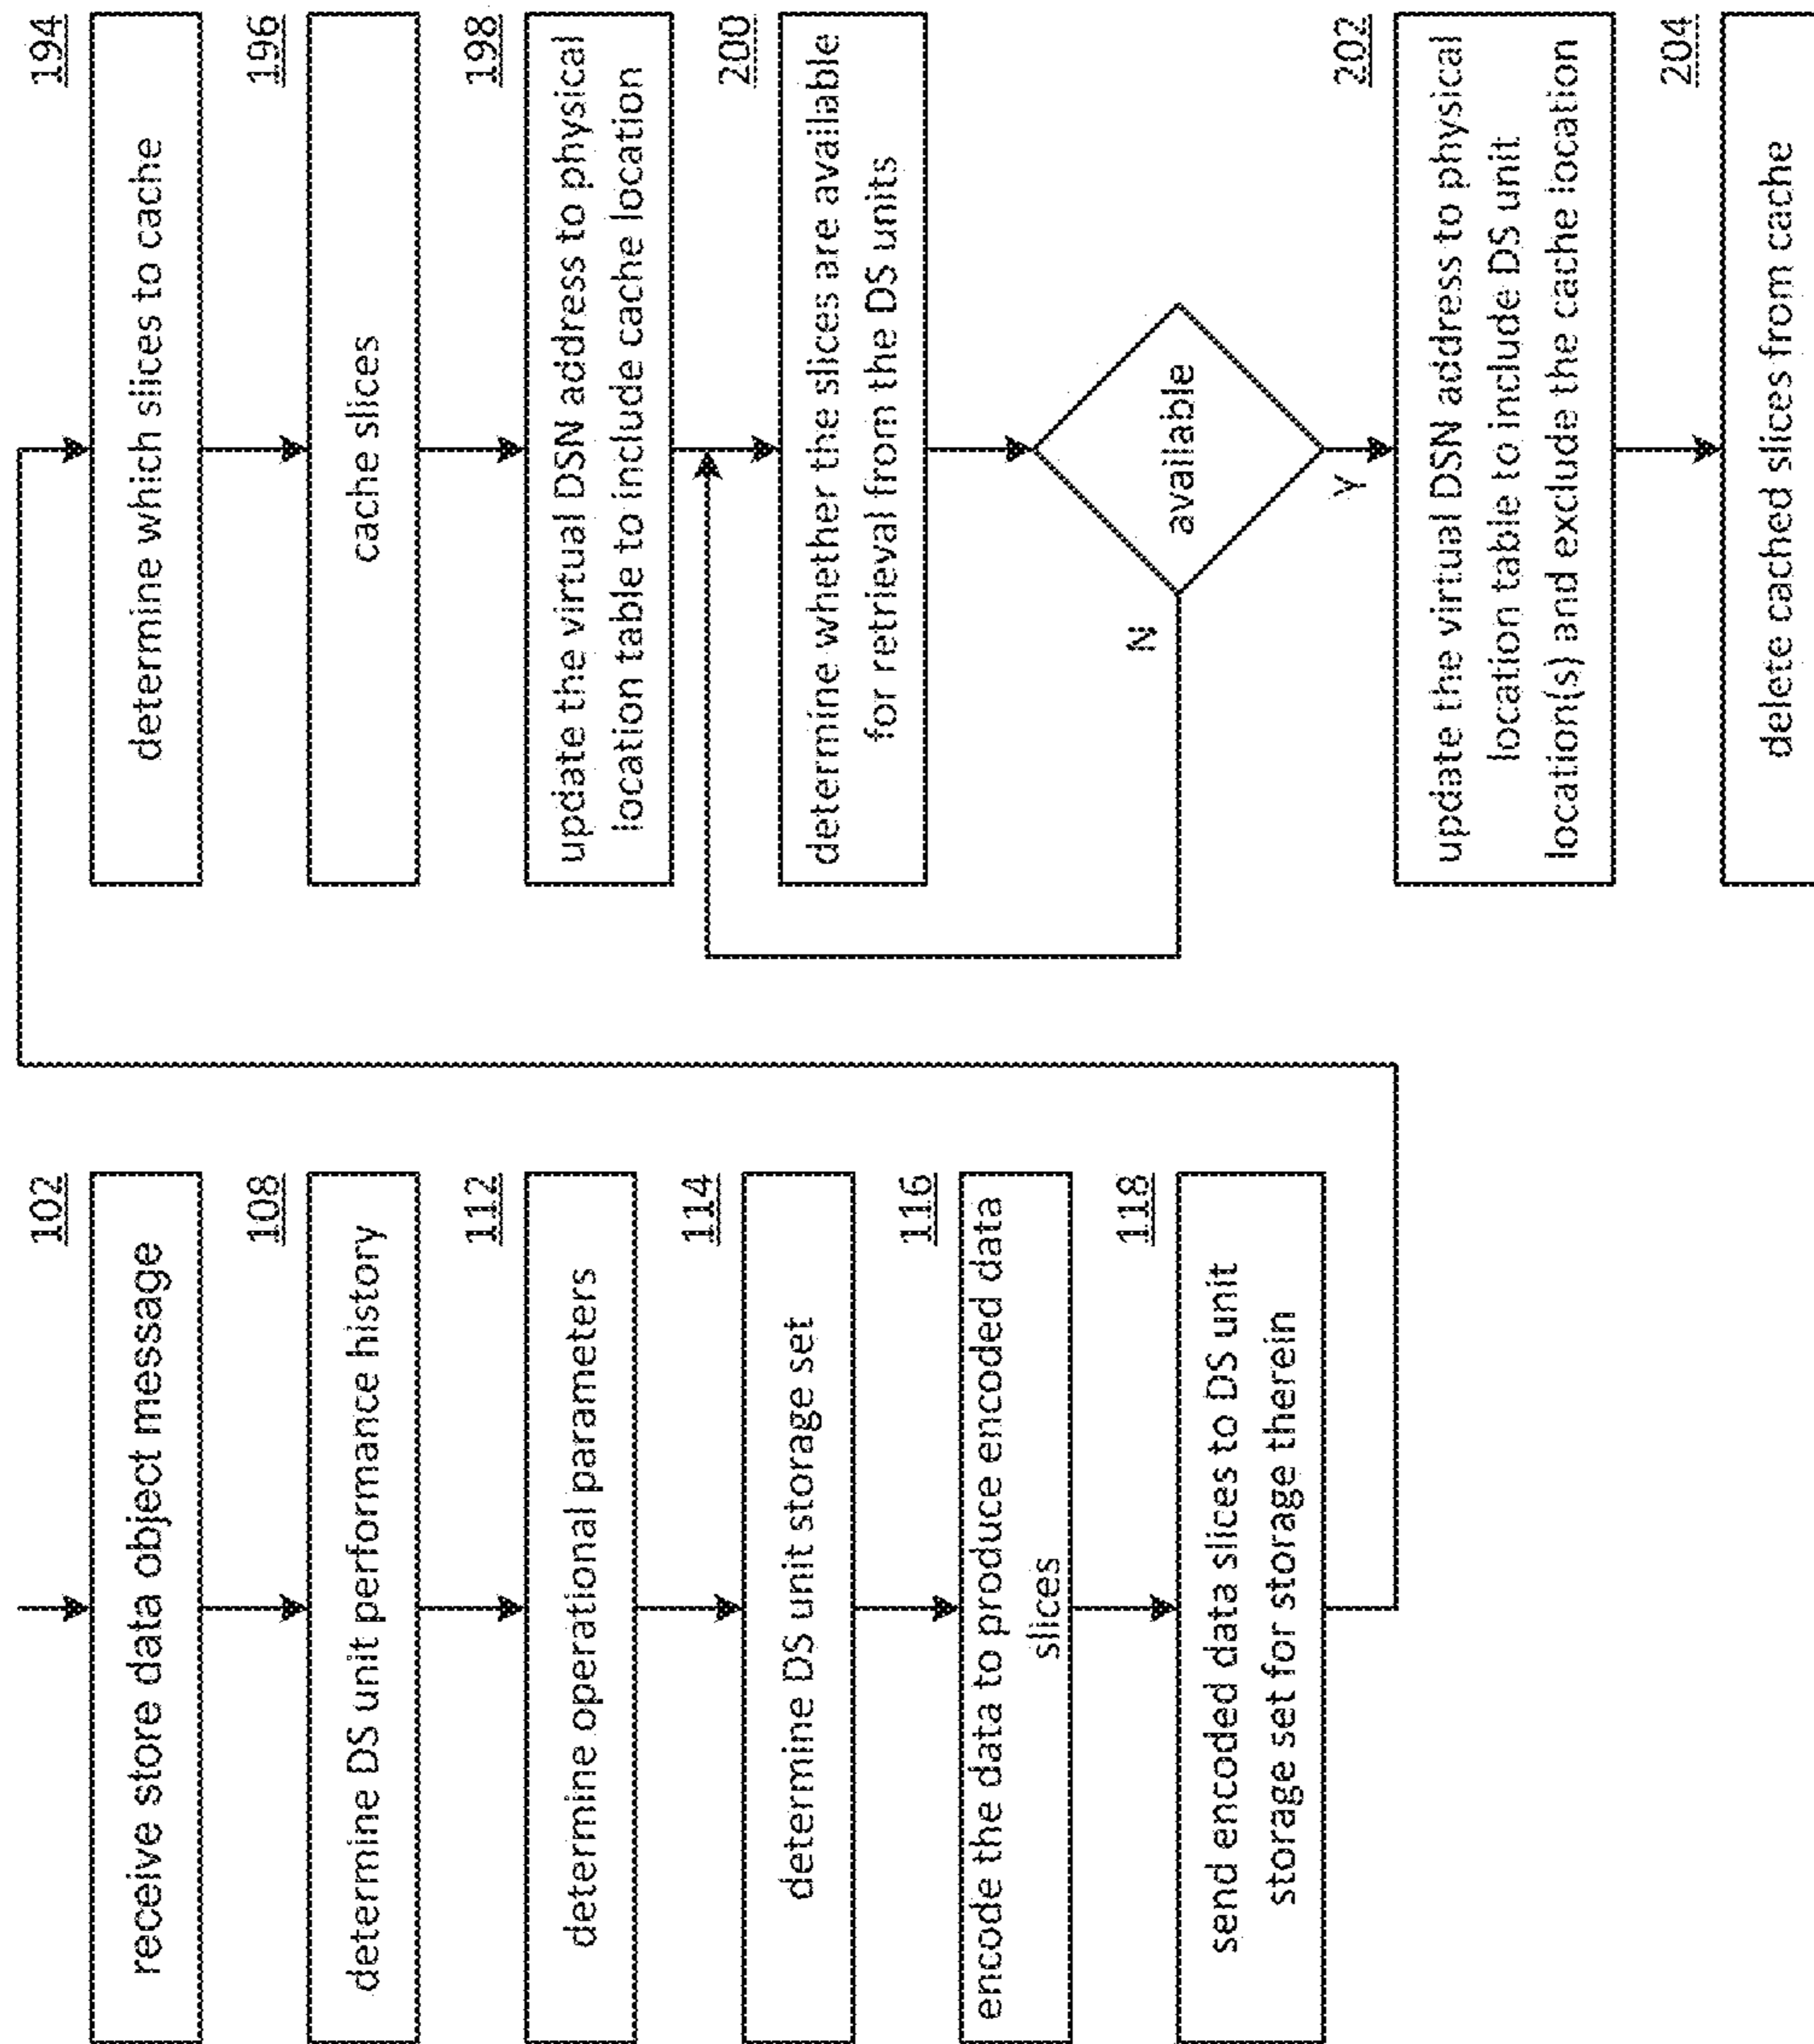 102
receive store data object message
108
determine DS unit performance history
112
determine operational parameters
114
determine DS unit storage set
116
encode the data to produce encoded data
slices
118
send encoded data slices to DS unit
storage set for storage therein
194
determine which slices to cache
196
cache slices
198
update the virtual DSN address to physical
location table to include cache location
200
determine whether the slices are available
for retrieval from the DS units
available
N
Y
202
update the virtual DSN address to physical
location table to include DS unit
location(s) and exclude the cache location
204
delete cached slices from cache